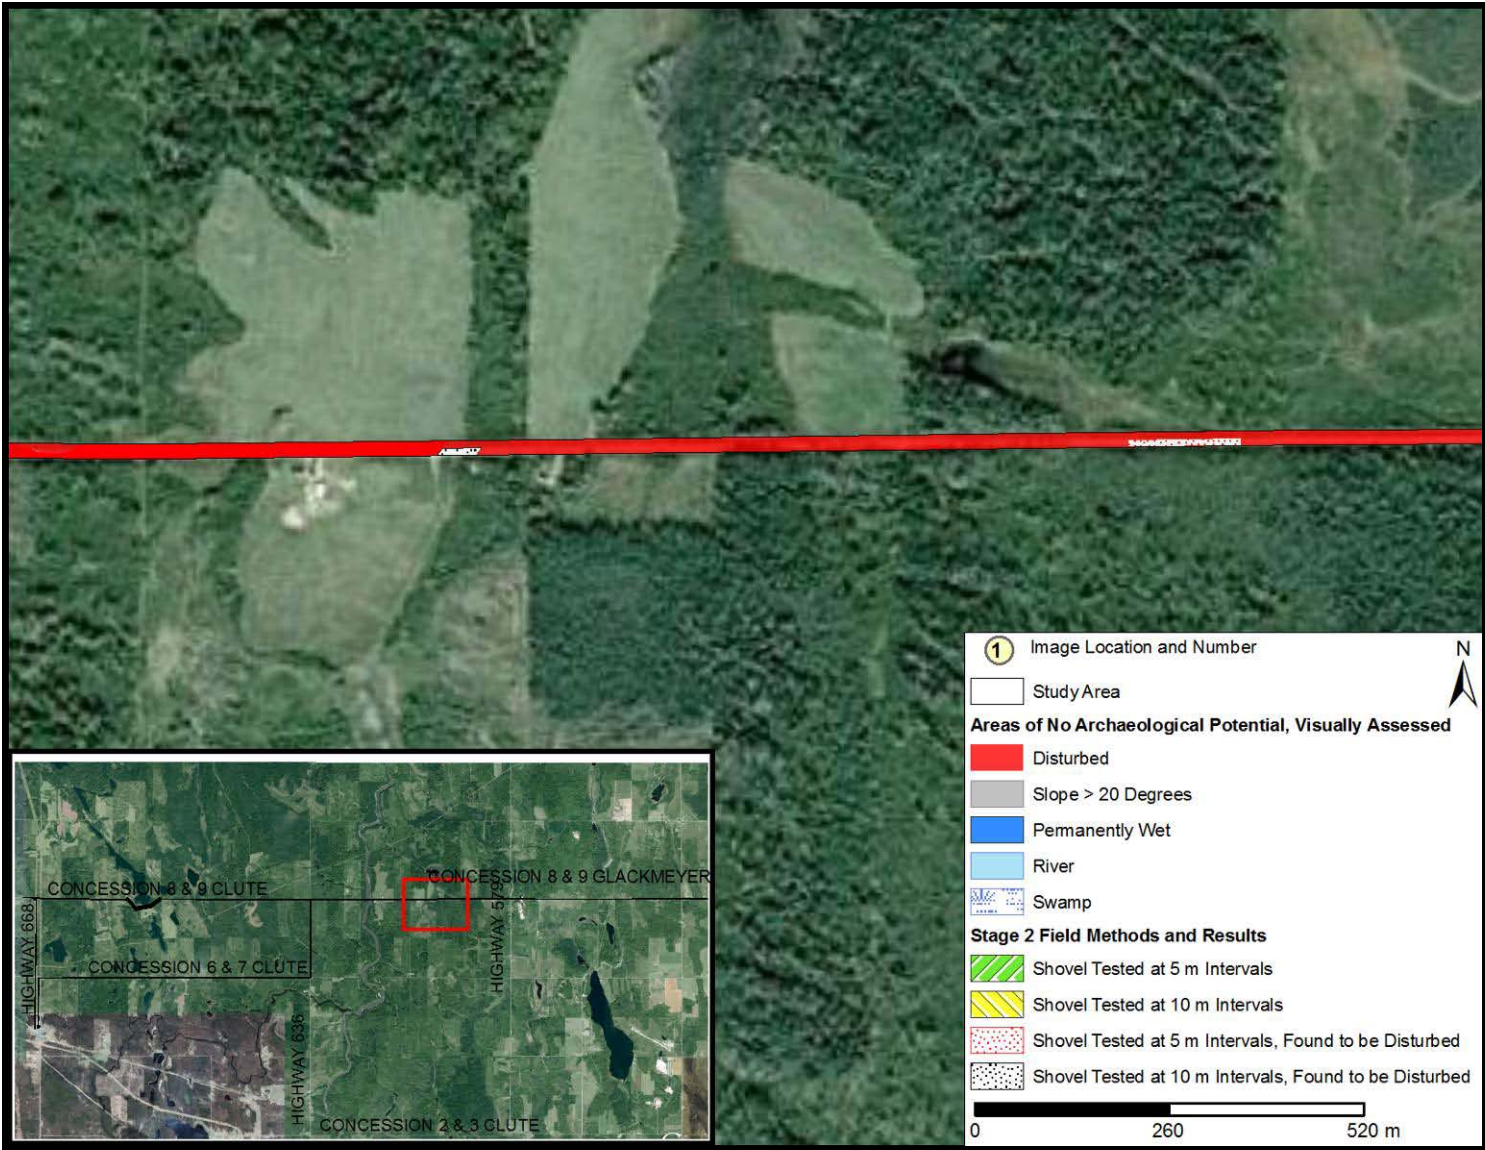 1 Image Location and Number
N
Study Area
Areas of No Archaeological Potential, Visually Assessed
Disturbed
Slope > 20 Degrees
Permanently Wet
River
Swamp
Stage 2 Field Methods and Results
Shovel Tested at 5 m Intervals
Shovel Tested at 10 m Intervals
Shovel Tested at 5 m Intervals, Found to be Disturbed
Shovel Tested at 10 m Intervals, Found to be Disturbed
0 260 520 m
CONCESSION 8 & 9 CLUTE
CONCESSION 8 & 9 GLACKMEYER
HIGHWAY 668
HIGHWAY 579
CONCESSION 6 & 7 CLUTE
HIGHWAY 636
CONCESSION 2 & 3 CLUTE